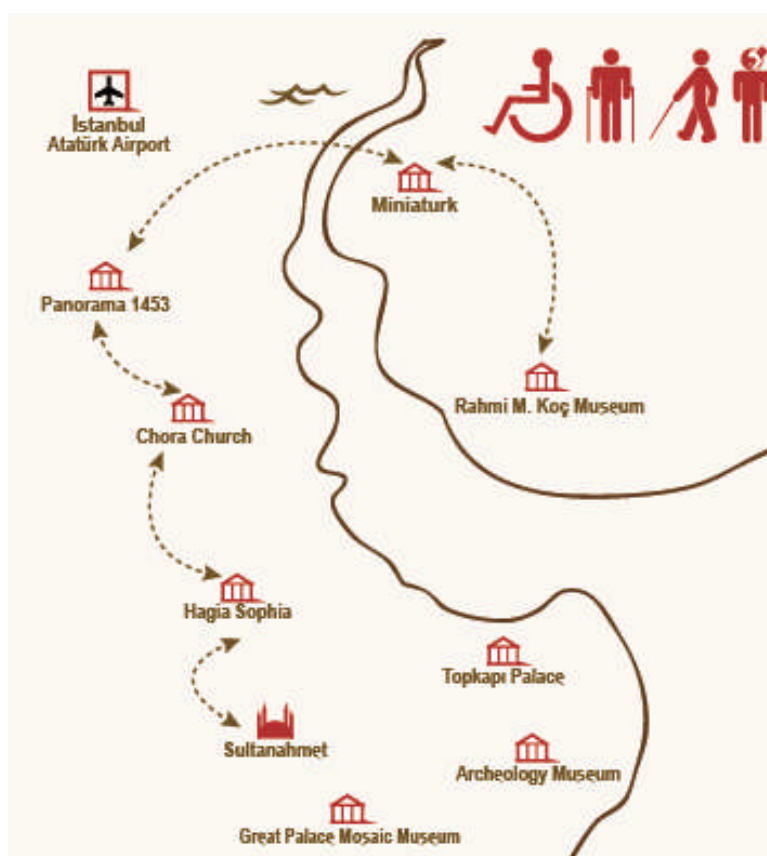 İstanbul
Atatürk Airport
Miniaturk
Panorama 1453
Rahmi M. Koç Museum
Chora Church
Hagia Sophia
Topkapı Palace
Sultanahmet
Archeology Museum
Great Palace Mosaic Museum